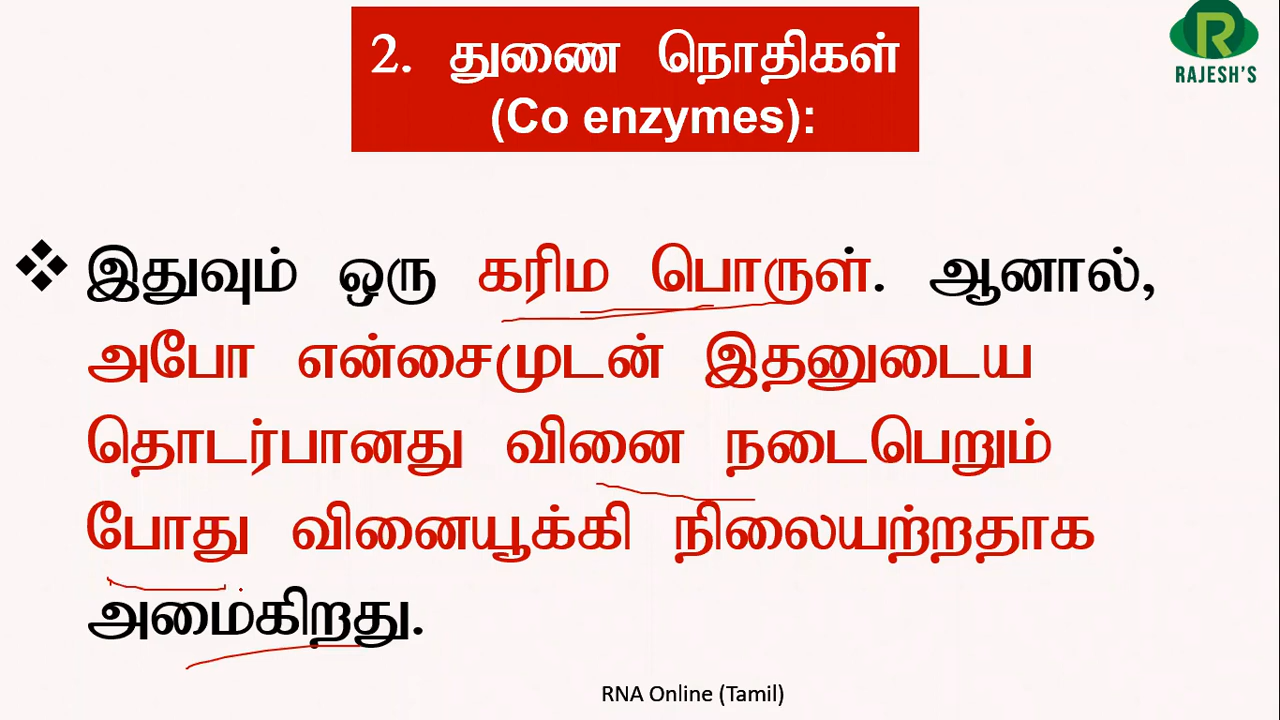 2. துணை நொதிகள்
(Co enzymes):
R
RAJESH'S
❖ இதுவும் ஒரு கரிம பொருள். ஆனால்,
அபோ என்சைமுடன் இதனுடைய
தொடர்பானது வினை நடைபெறும்
போது வினையூக்கி நிலையற்றதாக
அமைகிறது.
RNA Online (Tamil)